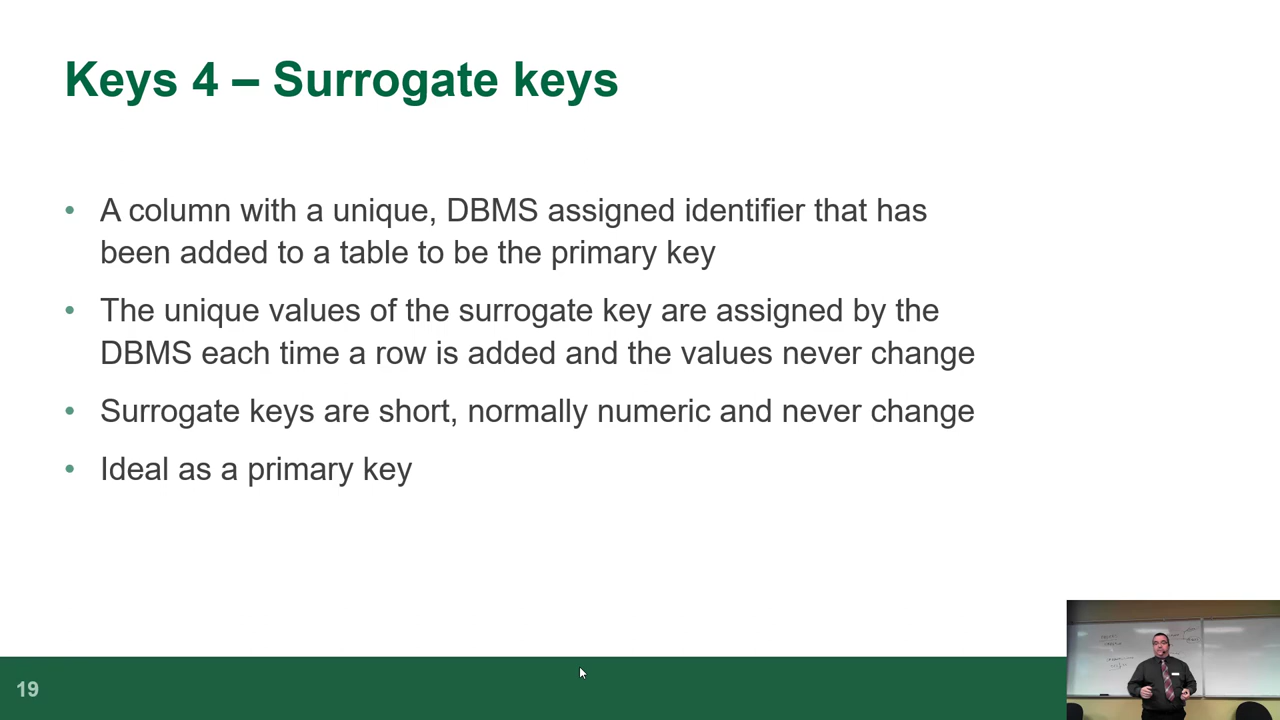 Keys 4 – Surrogate keys
• A column with a unique, DBMS assigned identifier that has
been added to a table to be the primary key
• The unique values of the surrogate key are assigned by the
DBMS each time a row is added and the values never change
• Surrogate keys are short, normally numeric and never change
• Ideal as a primary key
19